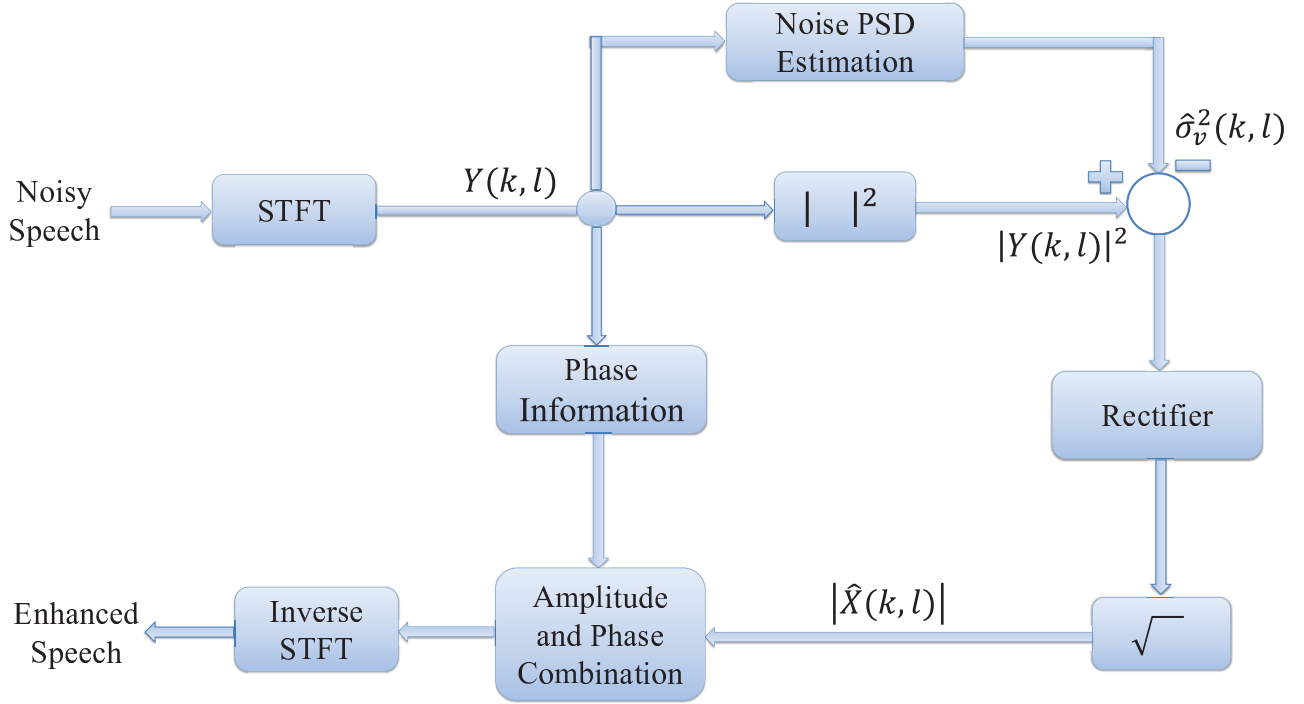 Noise PSD
Estimation
σ̂²ᵥ(k, l)
Noisy
Speech
STFT
Y(k, l)
| |²
+
−
|Y(k, l)|²
Phase
Information
Rectifier
Enhanced
Speech
Inverse
STFT
Amplitude
and Phase
Combination
|X̂(k, l)|
√